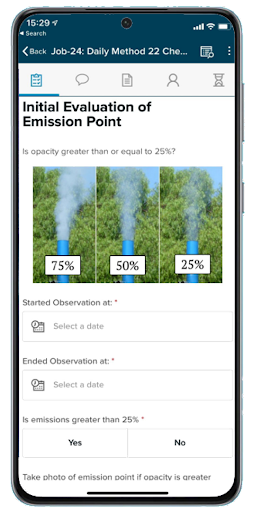 15:29
Search
Back Job-24: Daily Method 22 Che...
Initial Evaluation of
Emission Point
Is opacity greater than or equal to 25%?
75% 50% 25%
Started Observation at: *
Select a date
Ended Observation at: *
Select a date
Is emissions greater than 25% *
Yes No
Take photo of emission point if opacity is greater